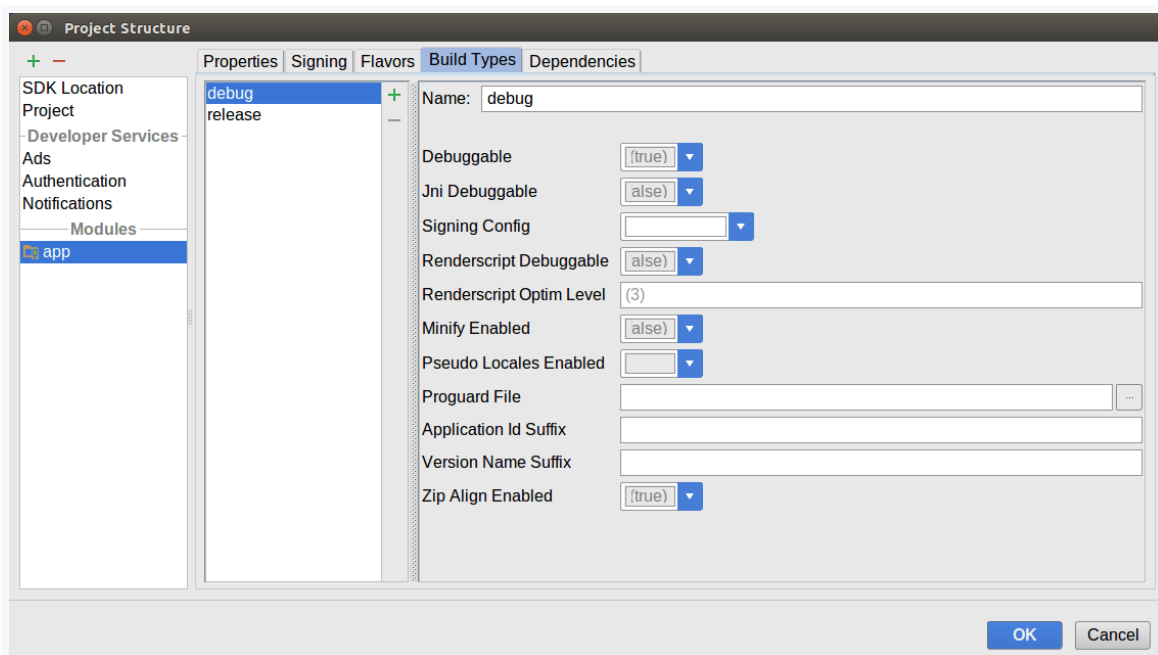 Project Structure
Properties Signing Flavors Build Types Dependencies
SDK Location
Project
Developer Services
Ads
Authentication
Notifications
Modules
app
debug
release
Name: debug
Debuggable (true)
Jni Debuggable alse)
Signing Config
Renderscript Debuggable alse)
Renderscript Optim Level (3)
Minify Enabled alse)
Pseudo Locales Enabled
Proguard File ...
Application Id Suffix
Version Name Suffix
Zip Align Enabled (true)
OK Cancel